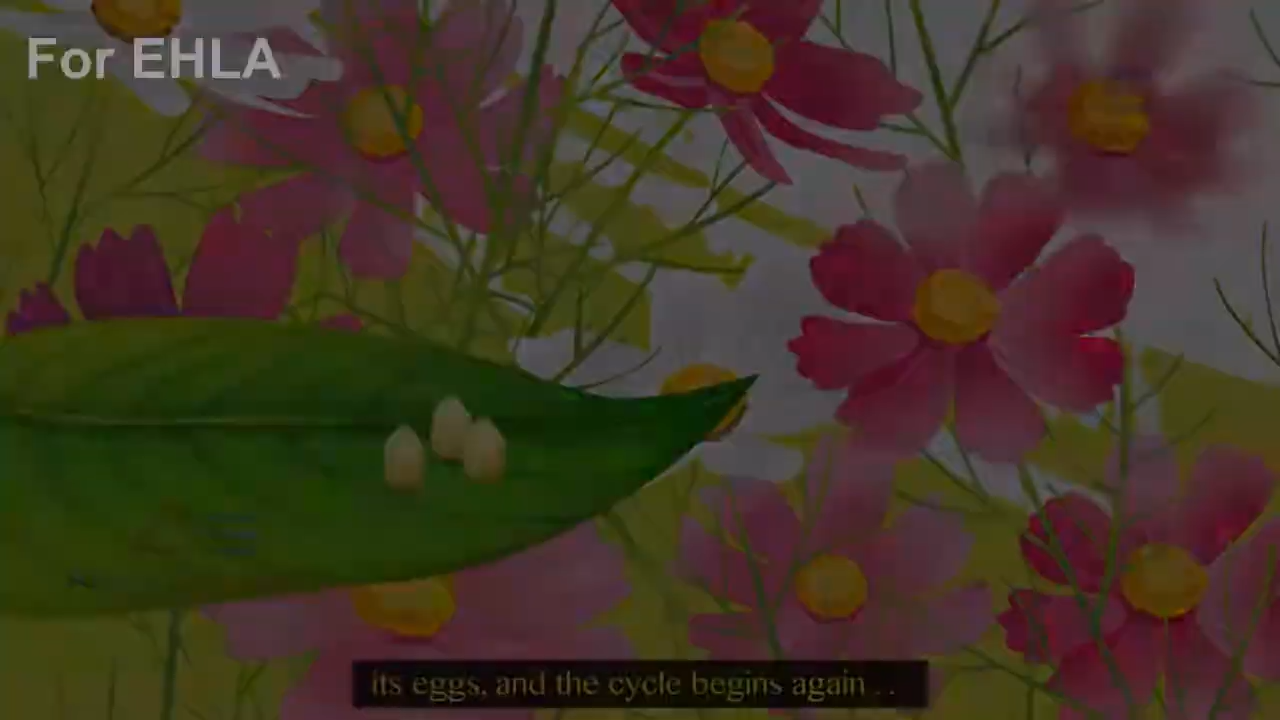 For EHLA
its eggs, and the cycle begins again . .